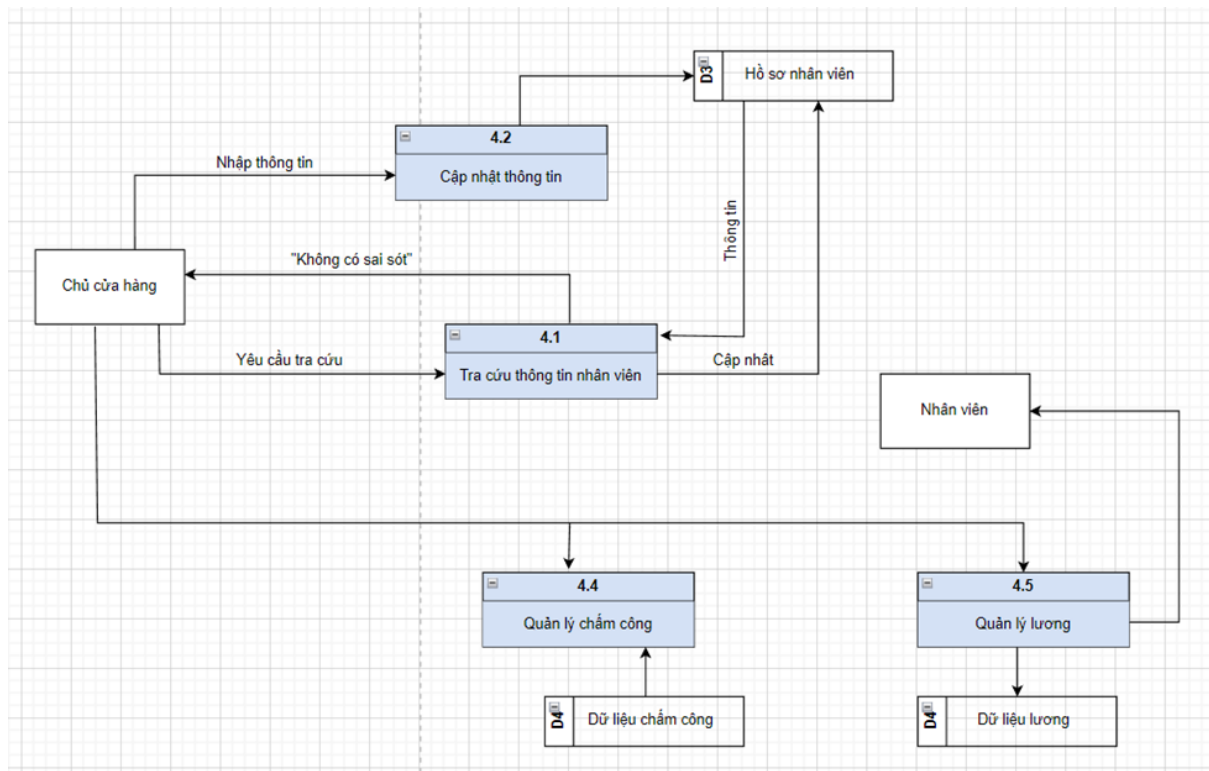 D3
Hồ sơ nhân viên
4.2
Cập nhật thông tin
Nhập thông tin
Thông tin
"Không có sai sót"
Chủ cửa hàng
4.1
Tra cứu thông tin nhân viên
Yêu cầu tra cứu
Cập nhât
Nhân viên
4.4
Quản lý chấm công
4.5
Quản lý lương
D4
Dữ liệu chấm công
D4
Dữ liệu lương